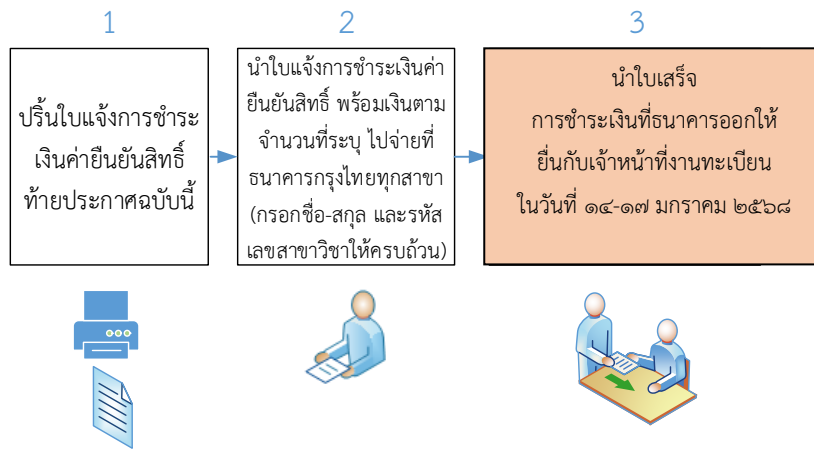 1
ปริ้นใบแจ้งการชำระ
เงินค่ายืนยันสิทธิ์
ท้ายประกาศฉบับนี้
2
นำใบแจ้งการชำระเงินค่า
ยืนยันสิทธิ์ พร้อมเงินตาม
จำนวนที่ระบุ ไปจ่ายที่
ธนาคารกรุงไทยทุกสาขา
(กรอกชื่อ-สกุล และรหัส
เลขสาขาวิชาให้ครบถ้วน)
3
นำใบเสร็จ
การชำระเงินที่ธนาคารออกให้
ยื่นกับเจ้าหน้าที่งานทะเบียน
ในวันที่ ๑๔-๑๗ มกราคม ๒๕๖๘